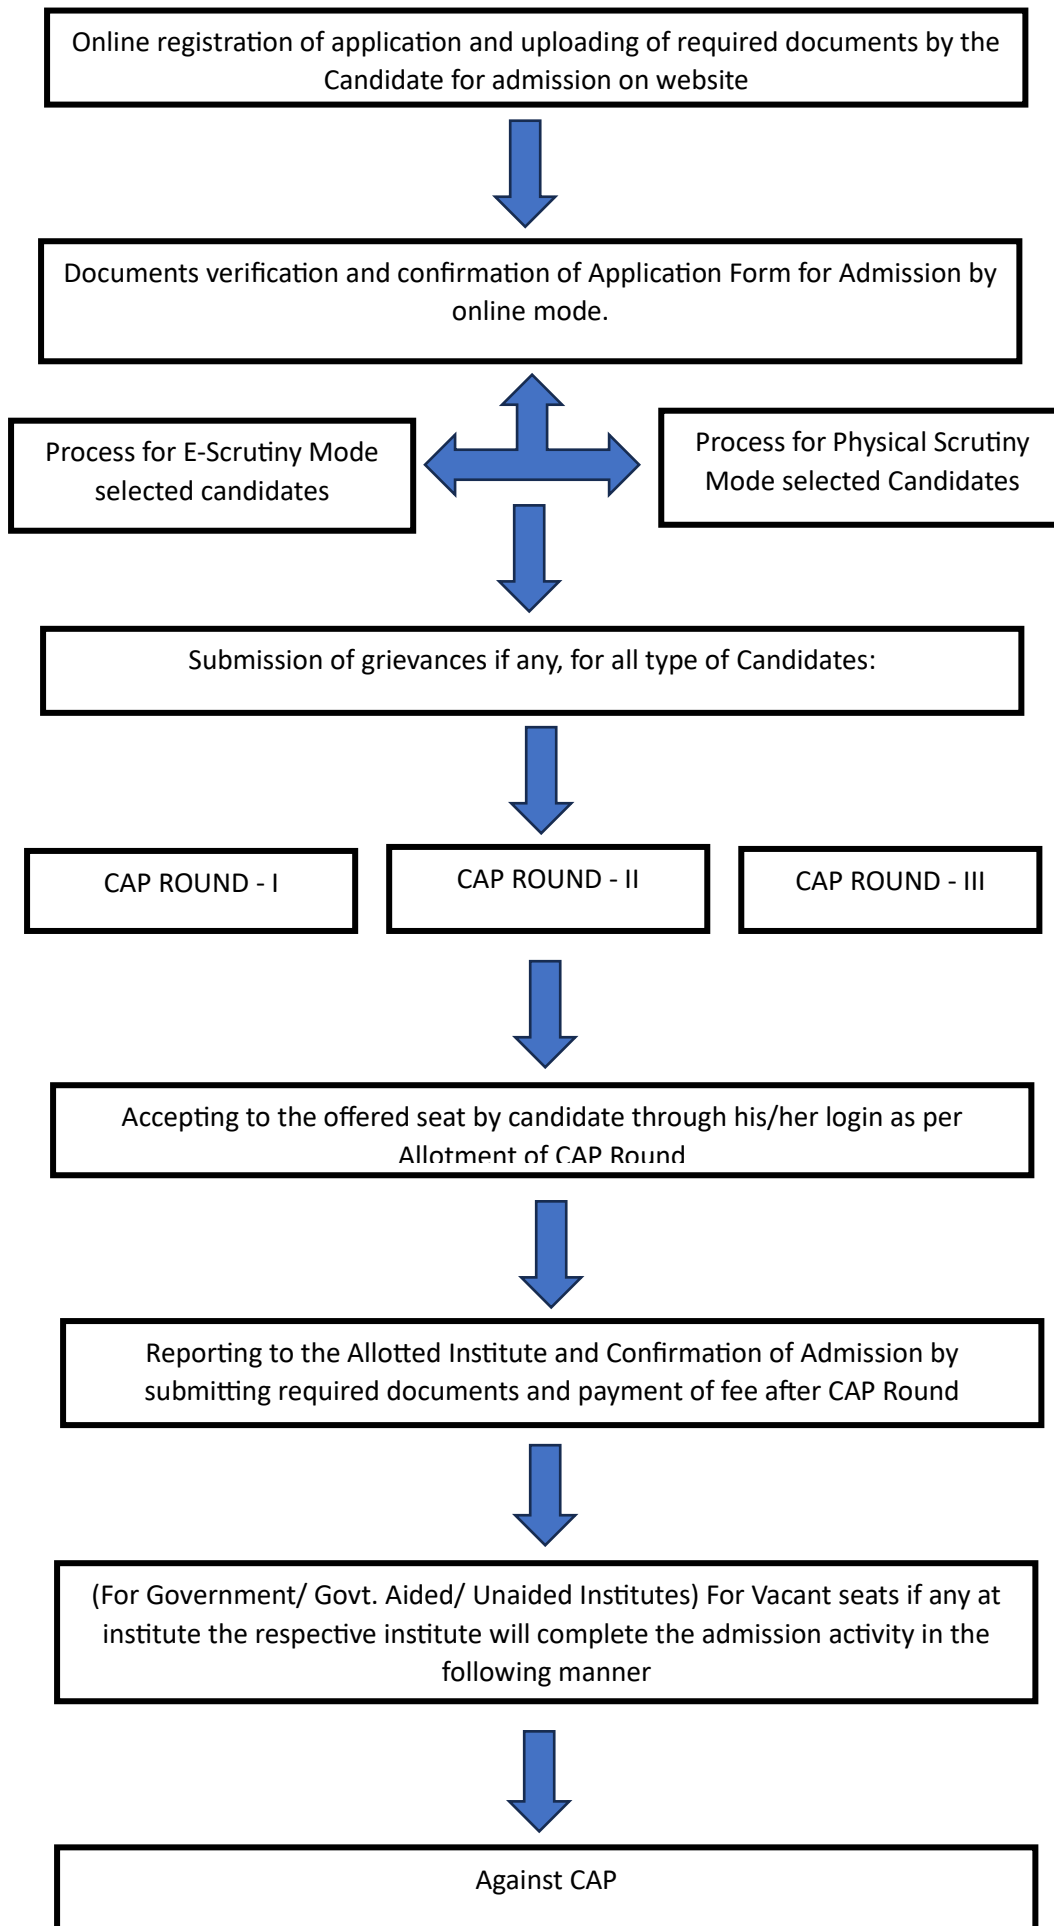 Online registration of application and uploading of required documents by the
Candidate for admission on website
Documents verification and confirmation of Application Form for Admission by
online mode.
Process for E-Scrutiny Mode
selected candidates
Process for Physical Scrutiny
Mode selected Candidates
Submission of grievances if any, for all type of Candidates:
CAP ROUND - I
CAP ROUND - II
CAP ROUND - III
Accepting to the offered seat by candidate through his/her login as per
Allotment of CAP Round
Reporting to the Allotted Institute and Confirmation of Admission by
submitting required documents and payment of fee after CAP Round
(For Government/ Govt. Aided/ Unaided Institutes) For Vacant seats if any at
institute the respective institute will complete the admission activity in the
following manner
Against CAP